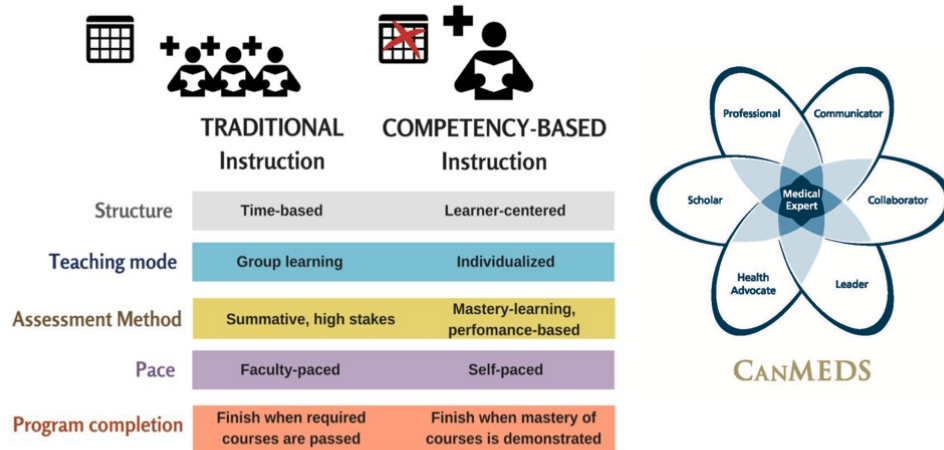 TRADITIONAL
Instruction
COMPETENCY-BASED
Instruction
Structure
Time-based
Learner-centered
Teaching mode
Group learning
Individualized
Assessment Method
Summative, high stakes
Mastery-learning,
perfomance-based
Pace
Faculty-paced
Self-paced
Program completion
Finish when required
courses are passed
Finish when mastery of
courses is demonstrated
Professional
Communicator
Scholar
Medical
Expert
Collaborator
Health
Advocate
Leader
CANMEDS